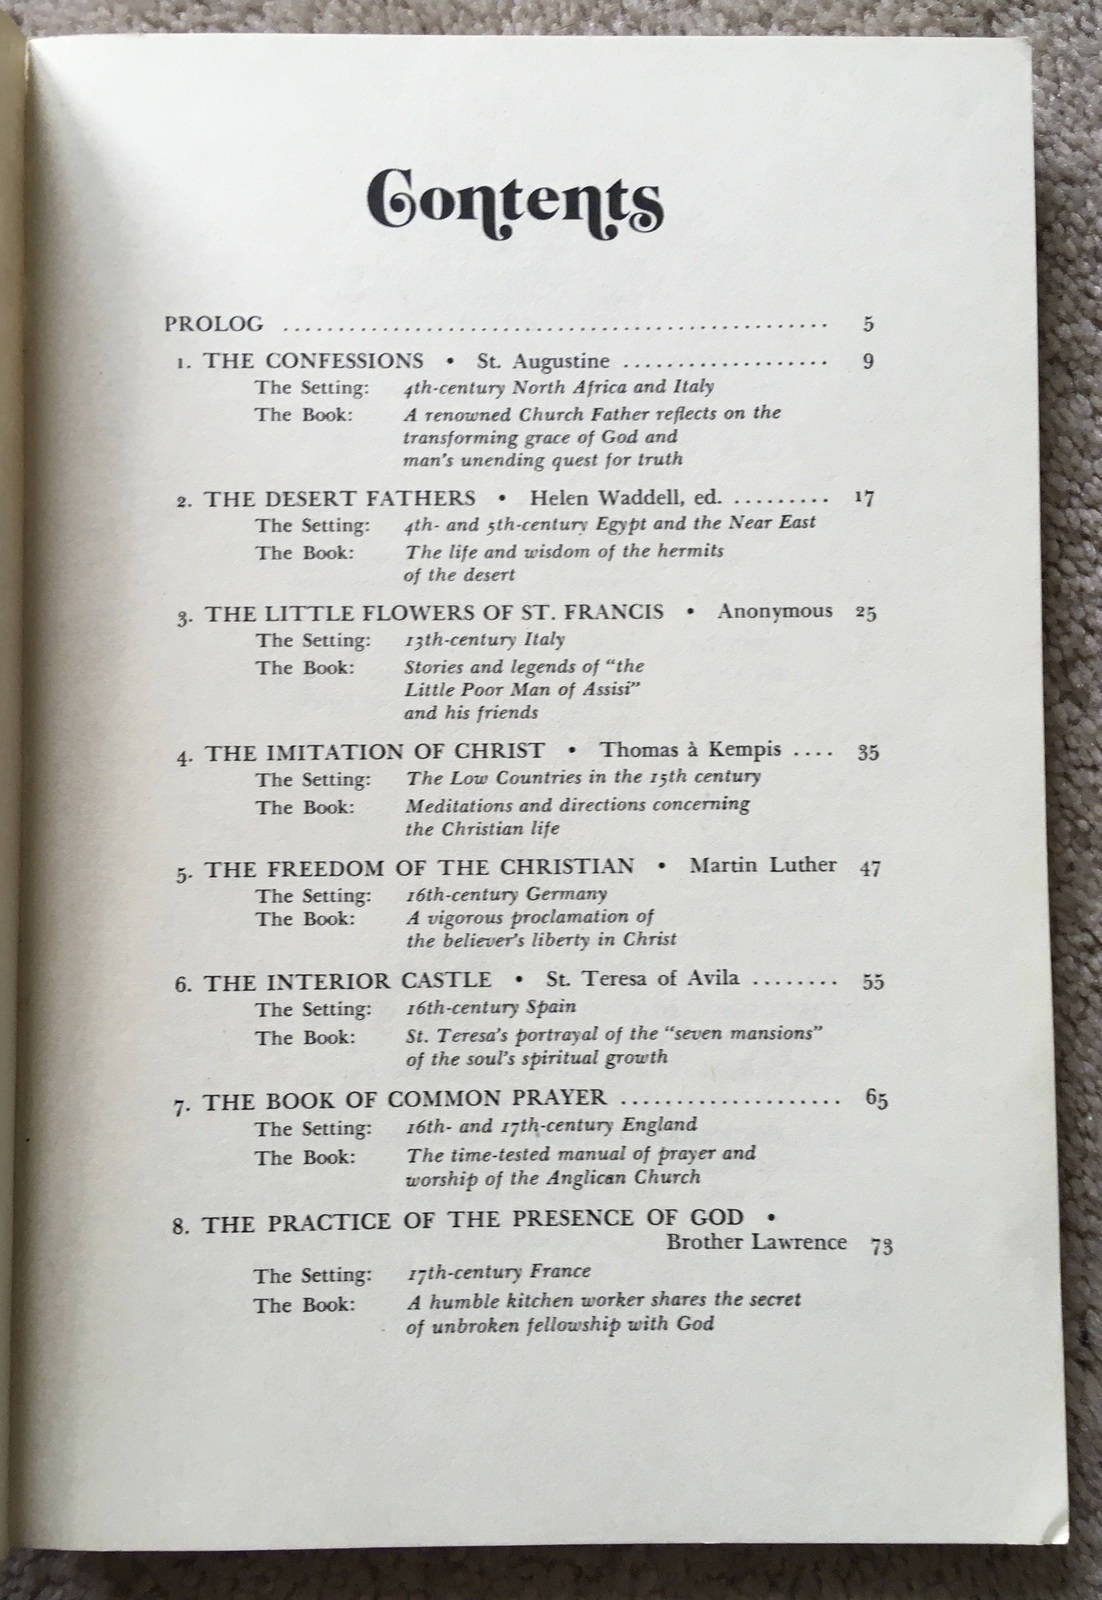 Contents
PROLOG ................................................ 5
1. THE CONFESSIONS • St. Augustine ................... 9
The Setting: 4th-century North Africa and Italy
The Book: A renowned Church Father reflects on the
transforming grace of God and
man's unending quest for truth
2. THE DESERT FATHERS • Helen Waddell, ed. ......... 17
The Setting: 4th- and 5th-century Egypt and the Near East
The Book: The life and wisdom of the hermits
of the desert
3. THE LITTLE FLOWERS OF ST. FRANCIS • Anonymous 25
The Setting: 13th-century Italy
The Book: Stories and legends of “the
Little Poor Man of Assisi”
and his friends
4. THE IMITATION OF CHRIST • Thomas à Kempis .... 35
The Setting: The Low Countries in the 15th century
The Book: Meditations and directions concerning
the Christian life
5. THE FREEDOM OF THE CHRISTIAN • Martin Luther 47
The Setting: 16th-century Germany
The Book: A vigorous proclamation of
the believer's liberty in Christ
6. THE INTERIOR CASTLE • St. Teresa of Avila ........ 55
The Setting: 16th-century Spain
The Book: St. Teresa's portrayal of the “seven mansions”
of the soul's spiritual growth
7. THE BOOK OF COMMON PRAYER .................... 65
The Setting: 16th- and 17th-century England
The Book: The time-tested manual of prayer and
worship of the Anglican Church
8. THE PRACTICE OF THE PRESENCE OF GOD •
Brother Lawrence 73
The Setting: 17th-century France
The Book: A humble kitchen worker shares the secret
of unbroken fellowship with God